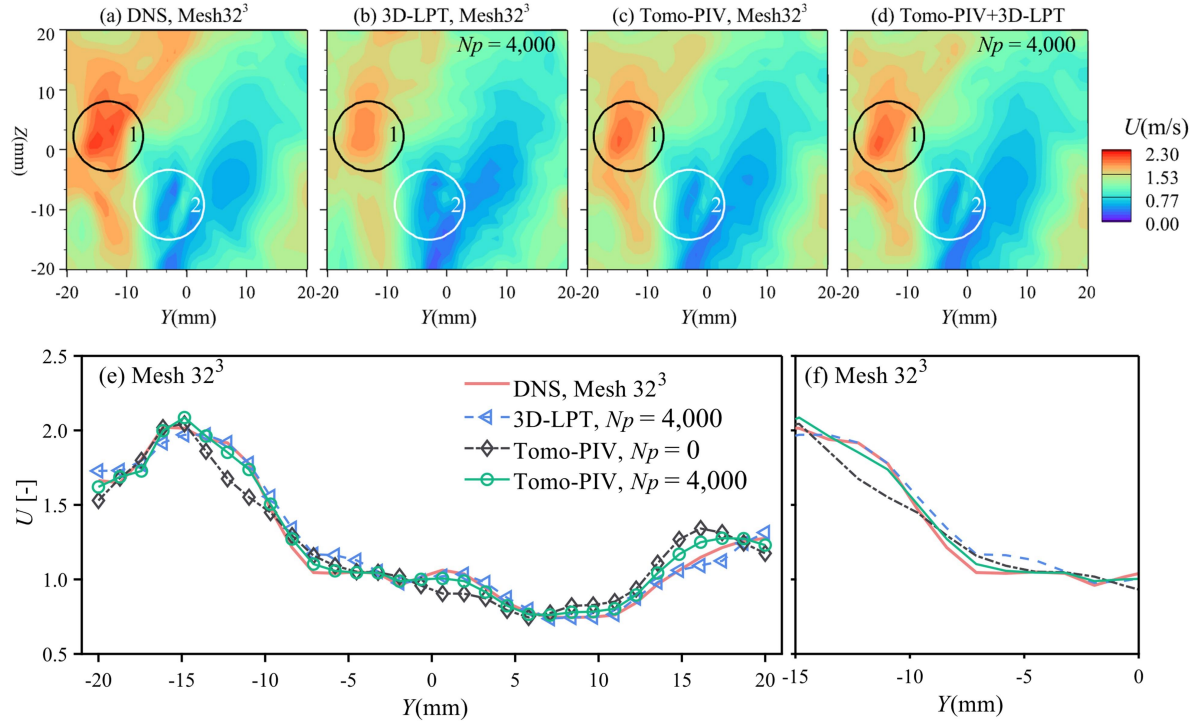 (a) DNS, Mesh32³
(b) 3D-LPT, Mesh32³
(c) Tomo-PIV, Mesh32³
(d) Tomo-PIV+3D-LPT
Np = 4,000
Np = 4,000
20
10
0
-10
-20
Z(mm)
1
2
1
2
1
2
1
2
U(m/s)
2.30
1.53
0.77
0.00
-20 -10 0 10 20
-20 -10 0 10 20
-20 -10 0 10 20
-20 -10 0 10 20
Y(mm)
Y(mm)
Y(mm)
Y(mm)
(e) Mesh 32³
DNS, Mesh 32³
3D-LPT, Np = 4,000
Tomo-PIV, Np = 0
Tomo-PIV, Np = 4,000
2.5
2.0
1.5
1.0
0.5
U [-]
-20 -15 -10 -5 0 5 10 15 20
Y(mm)
(f) Mesh 32³
-15 -10 -5 0
Y(mm)